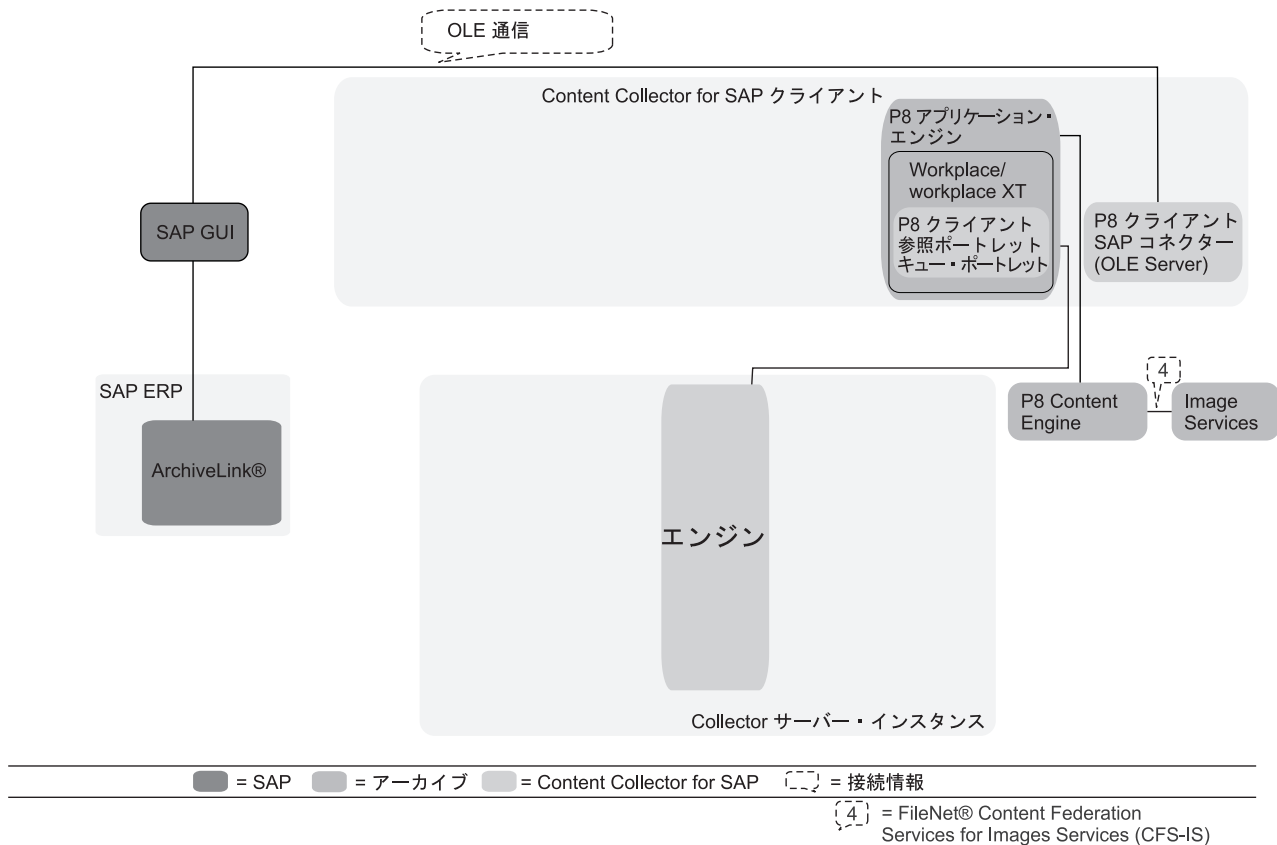 OLE 通信
Content Collector for SAP クライアント
P8 アプリケーション・
エンジン
Workplace/
workplace XT
P8 クライアント
参照ポートレット
キュー・ポートレット
P8 クライアント
SAP コネクター
(OLE Server)
SAP GUI
SAP ERP
ArchiveLink®
エンジン
Collector サーバー・インスタンス
P8 Content
Engine
4
Image
Services
= SAP
= アーカイブ
= Content Collector for SAP
= 接続情報
4 = FileNet® Content Federation
Services for Images Services (CFS-IS)